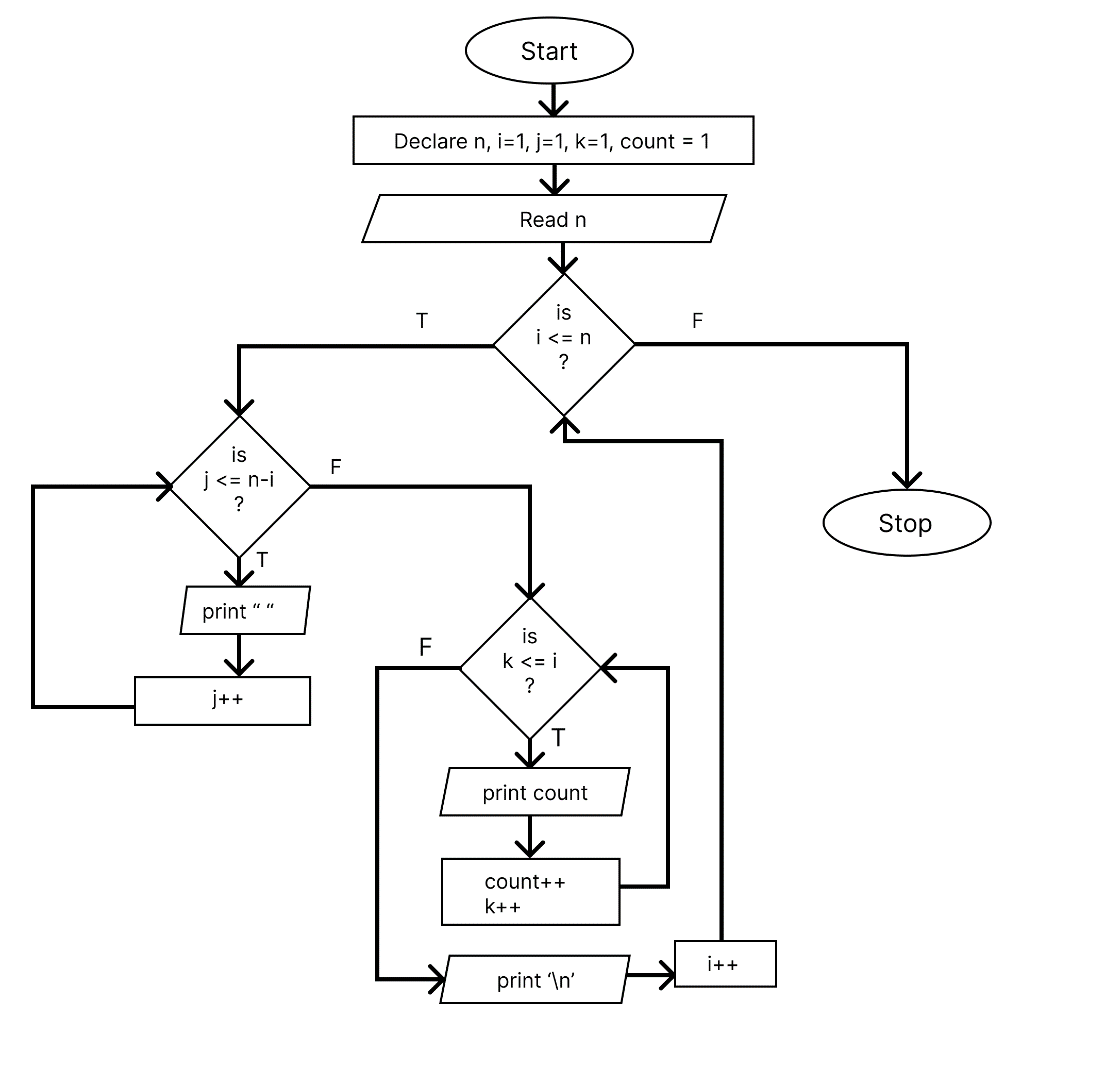 Start
Declare n, i=1, j=1, k=1, count = 1
Read n
is
i <= n
?
T
F
is
j <= n-i
?
F
T
print “ “
j++
Stop
is
k <= i
?
F
T
print count
count++
k++
print ‘\n’
i++